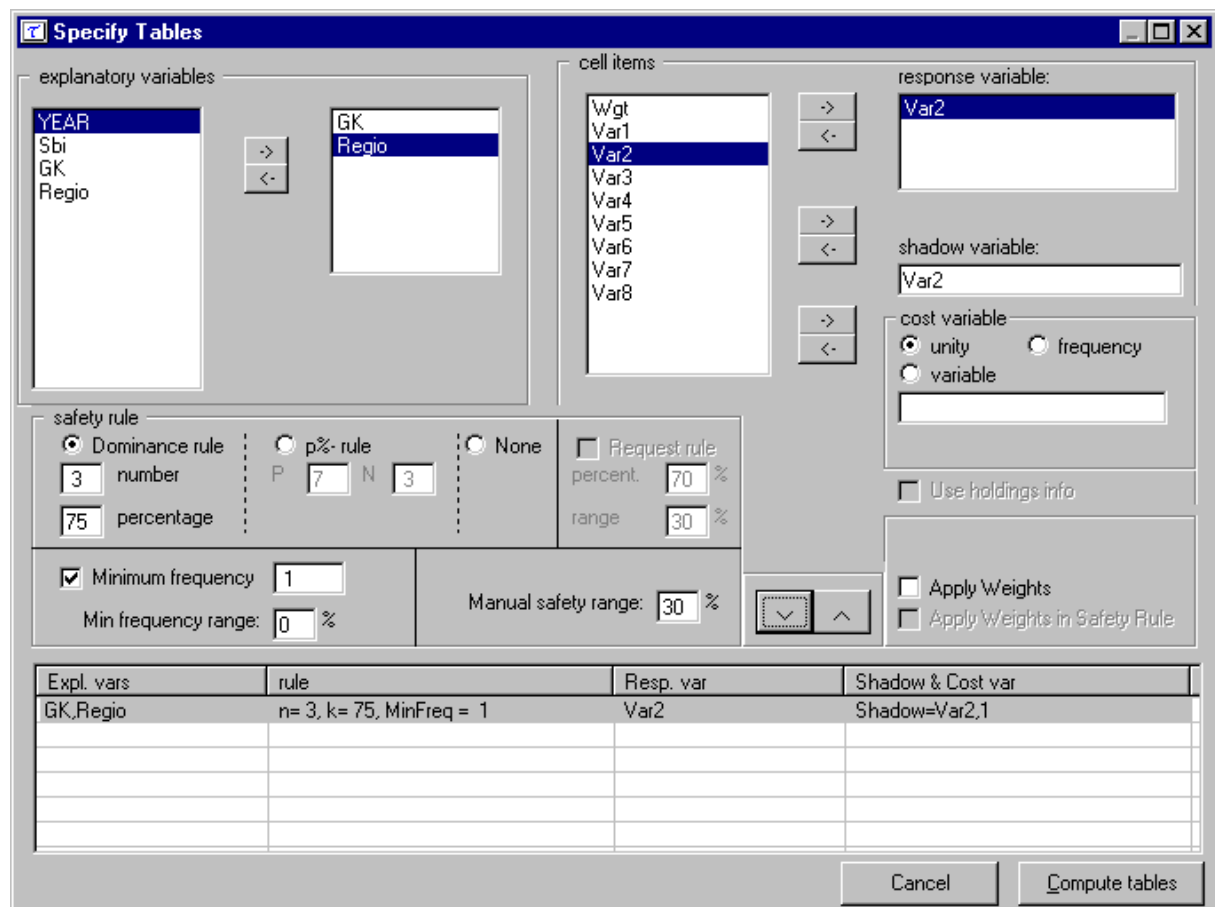 τ Specify Tables
explanatory variables
YEAR
Sbi
GK
Regio
->
<-
GK
Regio
cell items
Wgt
Var1
Var2
Var3
Var4
Var5
Var6
Var7
Var8
->
<-
->
<-
->
<-
response variable:
Var2
shadow variable:
Var2
cost variable
unity frequency
variable
safety rule
Dominance rule p%- rule None Request rule
3 number P 7 N 3 percent. 70 %
75 percentage range 30 %
Use holdings info
Minimum frequency 1
Min frequency range: 0 %
Manual safety range: 30 %
Apply Weights
Apply Weights in Safety Rule
Expl. vars rule Resp. var Shadow & Cost var
GK,Regio n= 3, k= 75, MinFreq = 1 Var2 Shadow=Var2,1
Cancel Compute tables